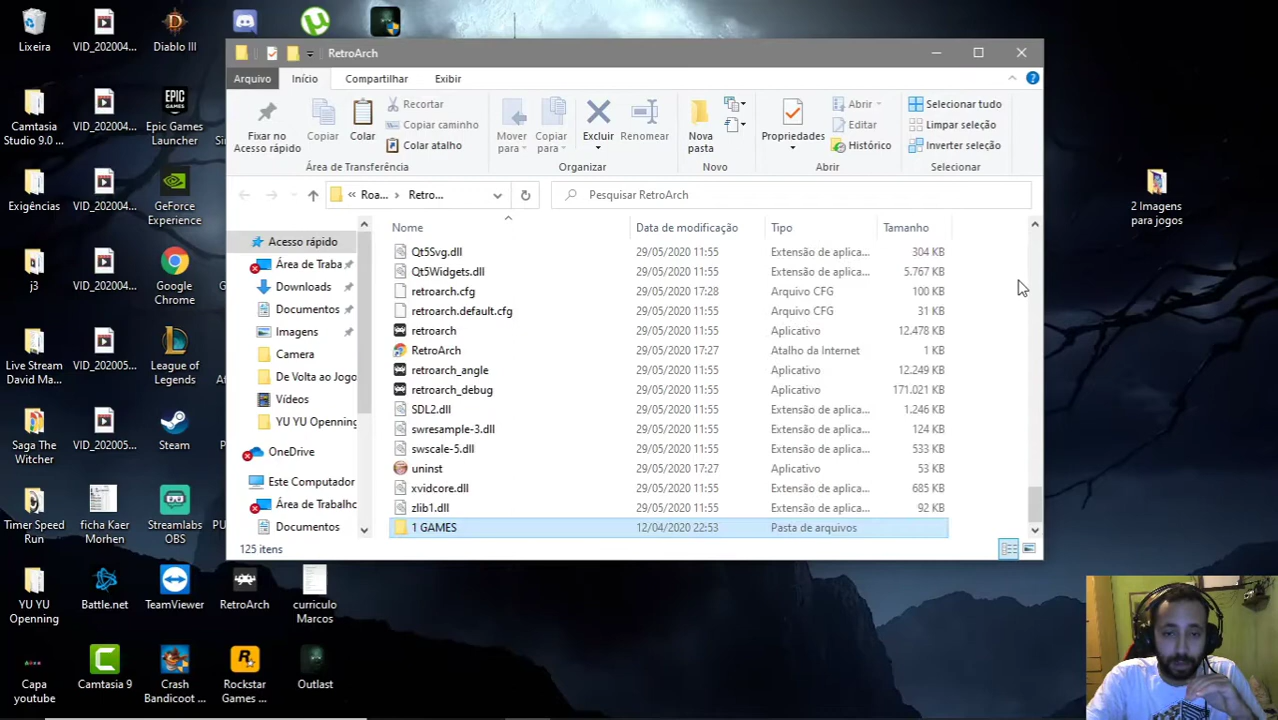 RetroArch
Arquivo Início Compartilhar Exibir
Fixar no Acesso rápido
Copiar
Colar
Recortar
Copiar caminho
Colar atalho
Área de Transferência
Mover para
Copiar para
Excluir
Renomear
Organizar
Nova pasta
Novo
Propriedades
Abrir
Editar
Histórico
Abrir
Selecionar tudo
Limpar seleção
Inverter seleção
Selecionar
« Roa... › Retro...
Pesquisar RetroArch
Acesso rápido
Área de Traba
Downloads
Documentos
Imagens
Camera
De Volta ao Jogo
Vídeos
YU YU Openning
OneDrive
Este Computador
Área de Trabalho
Documentos
Nome Data de modificação Tipo Tamanho
Qt5Svg.dll 29/05/2020 11:55 Extensão de aplica... 304 KB
Qt5Widgets.dll 29/05/2020 11:55 Extensão de aplica... 5.767 KB
retroarch.cfg 29/05/2020 17:28 Arquivo CFG 100 KB
retroarch.default.cfg 29/05/2020 11:55 Arquivo CFG 31 KB
retroarch 29/05/2020 11:55 Aplicativo 12.478 KB
RetroArch 29/05/2020 17:27 Atalho da Internet 1 KB
retroarch_angle 29/05/2020 11:55 Aplicativo 12.249 KB
retroarch_debug 29/05/2020 11:55 Aplicativo 171.021 KB
SDL2.dll 29/05/2020 11:55 Extensão de aplica... 1.246 KB
swresample-3.dll 29/05/2020 11:55 Extensão de aplica... 124 KB
swscale-5.dll 29/05/2020 11:55 Extensão de aplica... 533 KB
uninst 29/05/2020 17:27 Aplicativo 53 KB
xvidcore.dll 29/05/2020 11:55 Extensão de aplica... 685 KB
zlib1.dll 29/05/2020 11:55 Extensão de aplica... 92 KB
1 GAMES 12/04/2020 22:53 Pasta de arquivos
125 itens
Lixeira
VID_202004...
Diablo III
Camtasia Studio 9.0 ...
VID_202004...
EPIC GAMES
Epic Games Launcher
Exigências
VID_202004...
GeForce Experience
j3
VID_202004...
Google Chrome
Live Stream David Ma...
VID_202005...
League of Legends
Saga The Witcher
VID_202005...
Steam
Timer Speed Run
ficha Kaer Morhen
Streamlabs OBS
YU YU Openning
Battle.net
TeamViewer
RetroArch
curriculo Marcos
Capa youtube
Camtasia 9
Crash Bandicoot ...
Rockstar Games ...
Outlast
2 Imagens para jogos